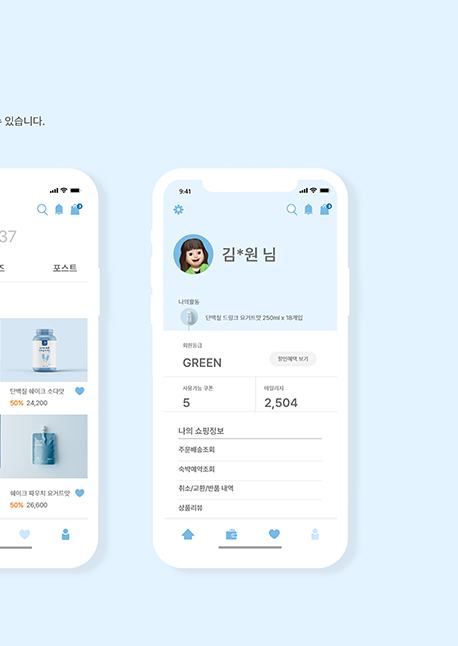 있습니다.
37
포스트
단백질 쉐이크 소다맛
50% 24,200
쉐이크 파우치 요거트맛
50% 26,600
9:41
3
김*원 님
나의활동
단백질 드링크 요거트맛 250ml x 18개입
회원등급
GREEN
할인혜택 보기
사용가능 쿠폰
마일리지
5
2,504
나의 쇼핑정보
주문배송조회
숙박예약조회
취소/교환/반품 내역
상품리뷰